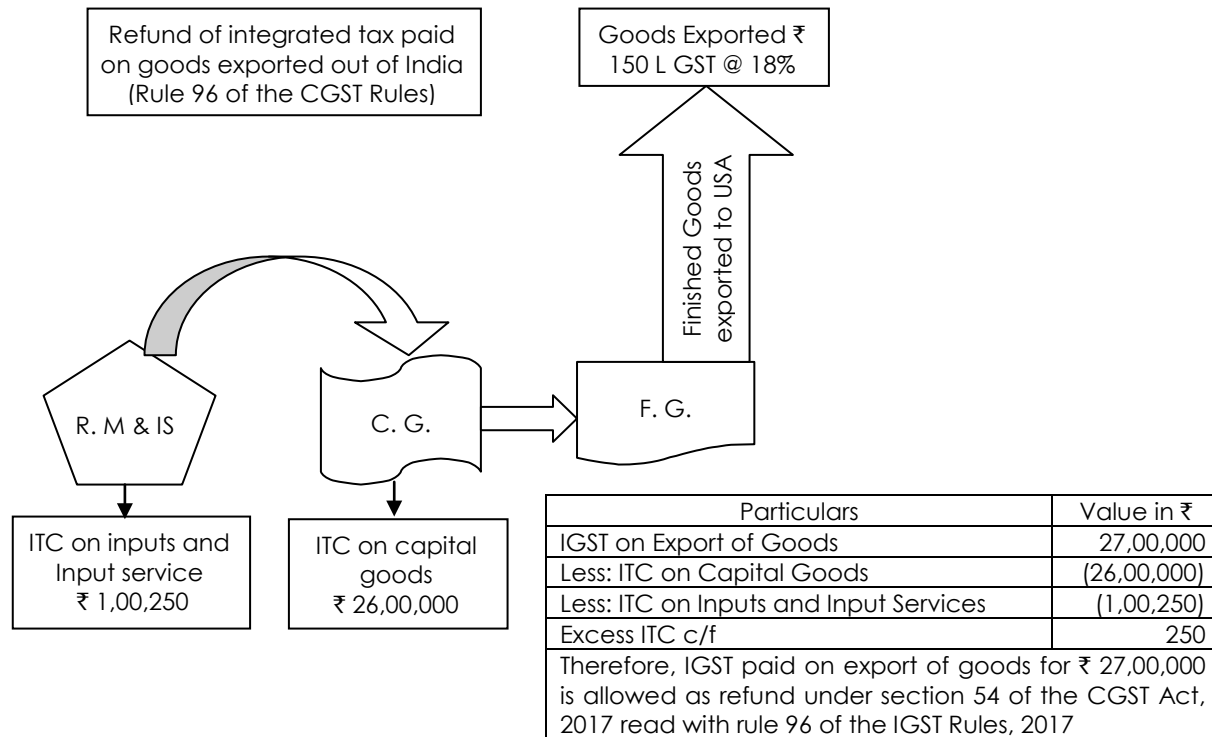 Refund of integrated tax paid
on goods exported out of India
(Rule 96 of the CGST Rules)
Goods Exported ₹
150 L GST @ 18%
Finished Goods
exported to USA
R. M & IS
C. G.
F. G.
ITC on inputs and
Input service
₹ 1,00,250
ITC on capital
goods
₹ 26,00,000
Particulars Value in ₹
IGST on Export of Goods 27,00,000
Less: ITC on Capital Goods (26,00,000)
Less: ITC on Inputs and Input Services (1,00,250)
Excess ITC c/f 250
Therefore, IGST paid on export of goods for ₹ 27,00,000
is allowed as refund under section 54 of the CGST Act,
2017 read with rule 96 of the IGST Rules, 2017